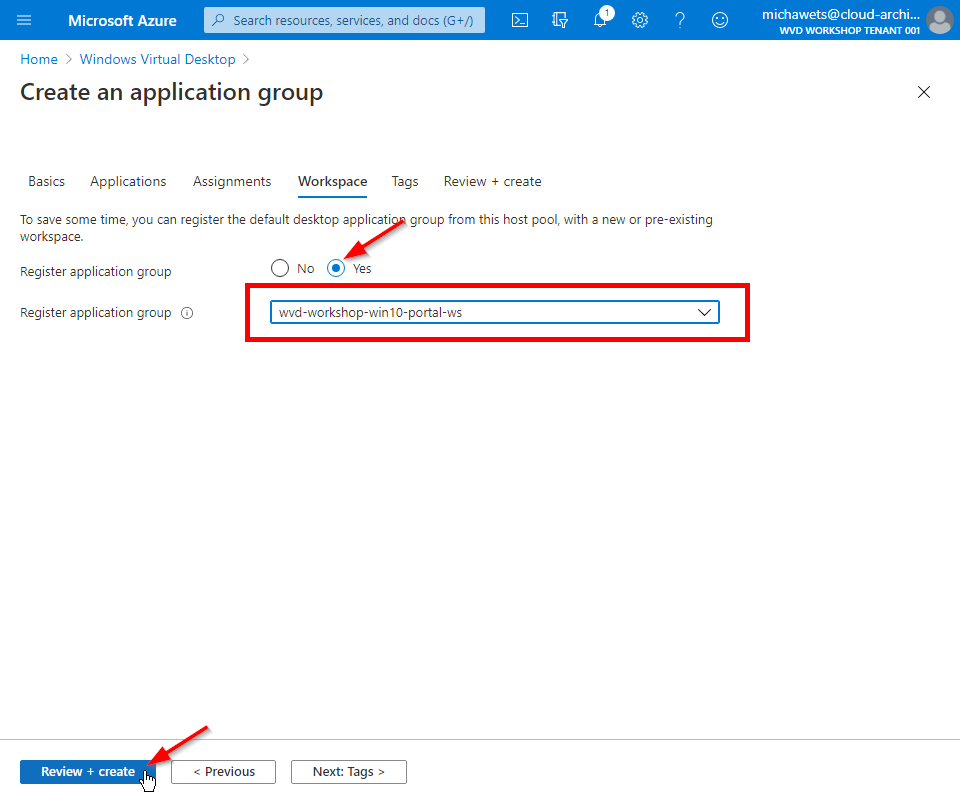 Microsoft Azure
Search resources, services, and docs (G+/)
1
michawets@cloud-archi...
WVD WORKSHOP TENANT 001
Home > Windows Virtual Desktop >
Create an application group
Basics Applications Assignments Workspace Tags Review + create
To save some time, you can register the default desktop application group from this host pool, with a new or pre-existing
workspace.
Register application group No Yes
Register application group wvd-workshop-win10-portal-ws
Review + create < Previous Next: Tags >